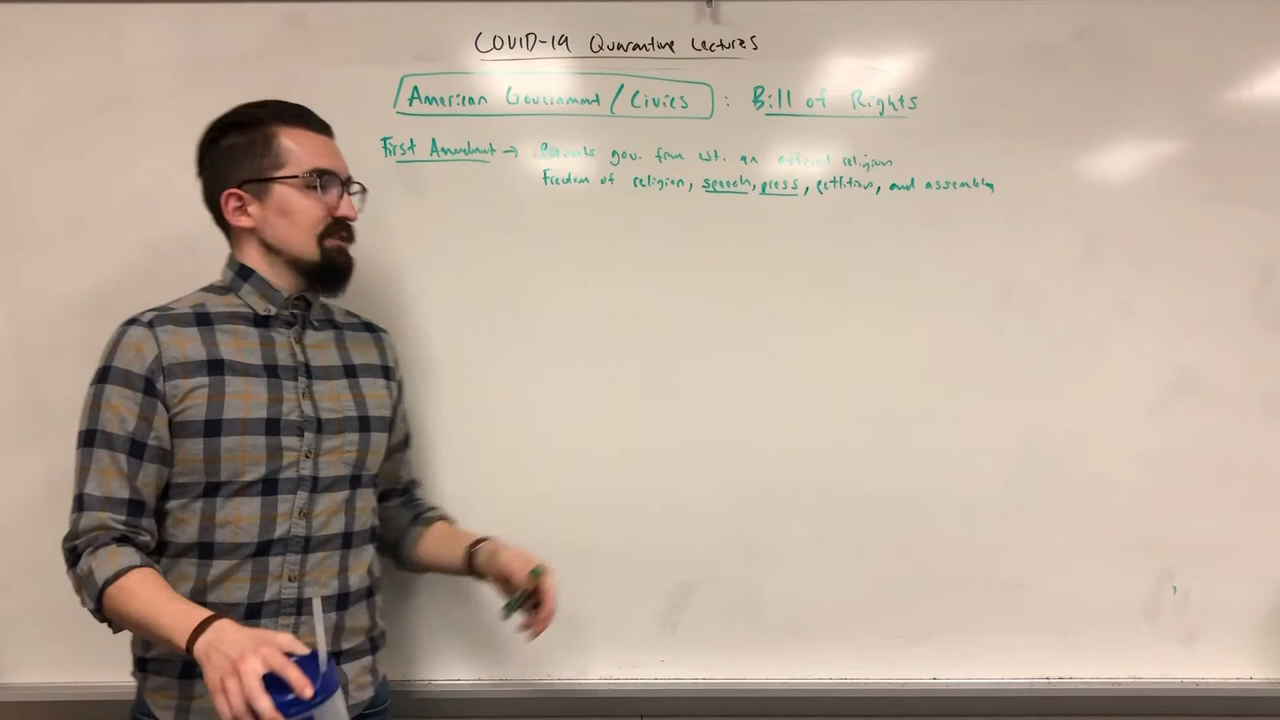 COVID-19 Quarantine Lectures
American Government / Civics : Bill of Rights
First Amendment → Prevents gov. from est. an official religion
Freedom of religion, speech, press, petition, and assembly